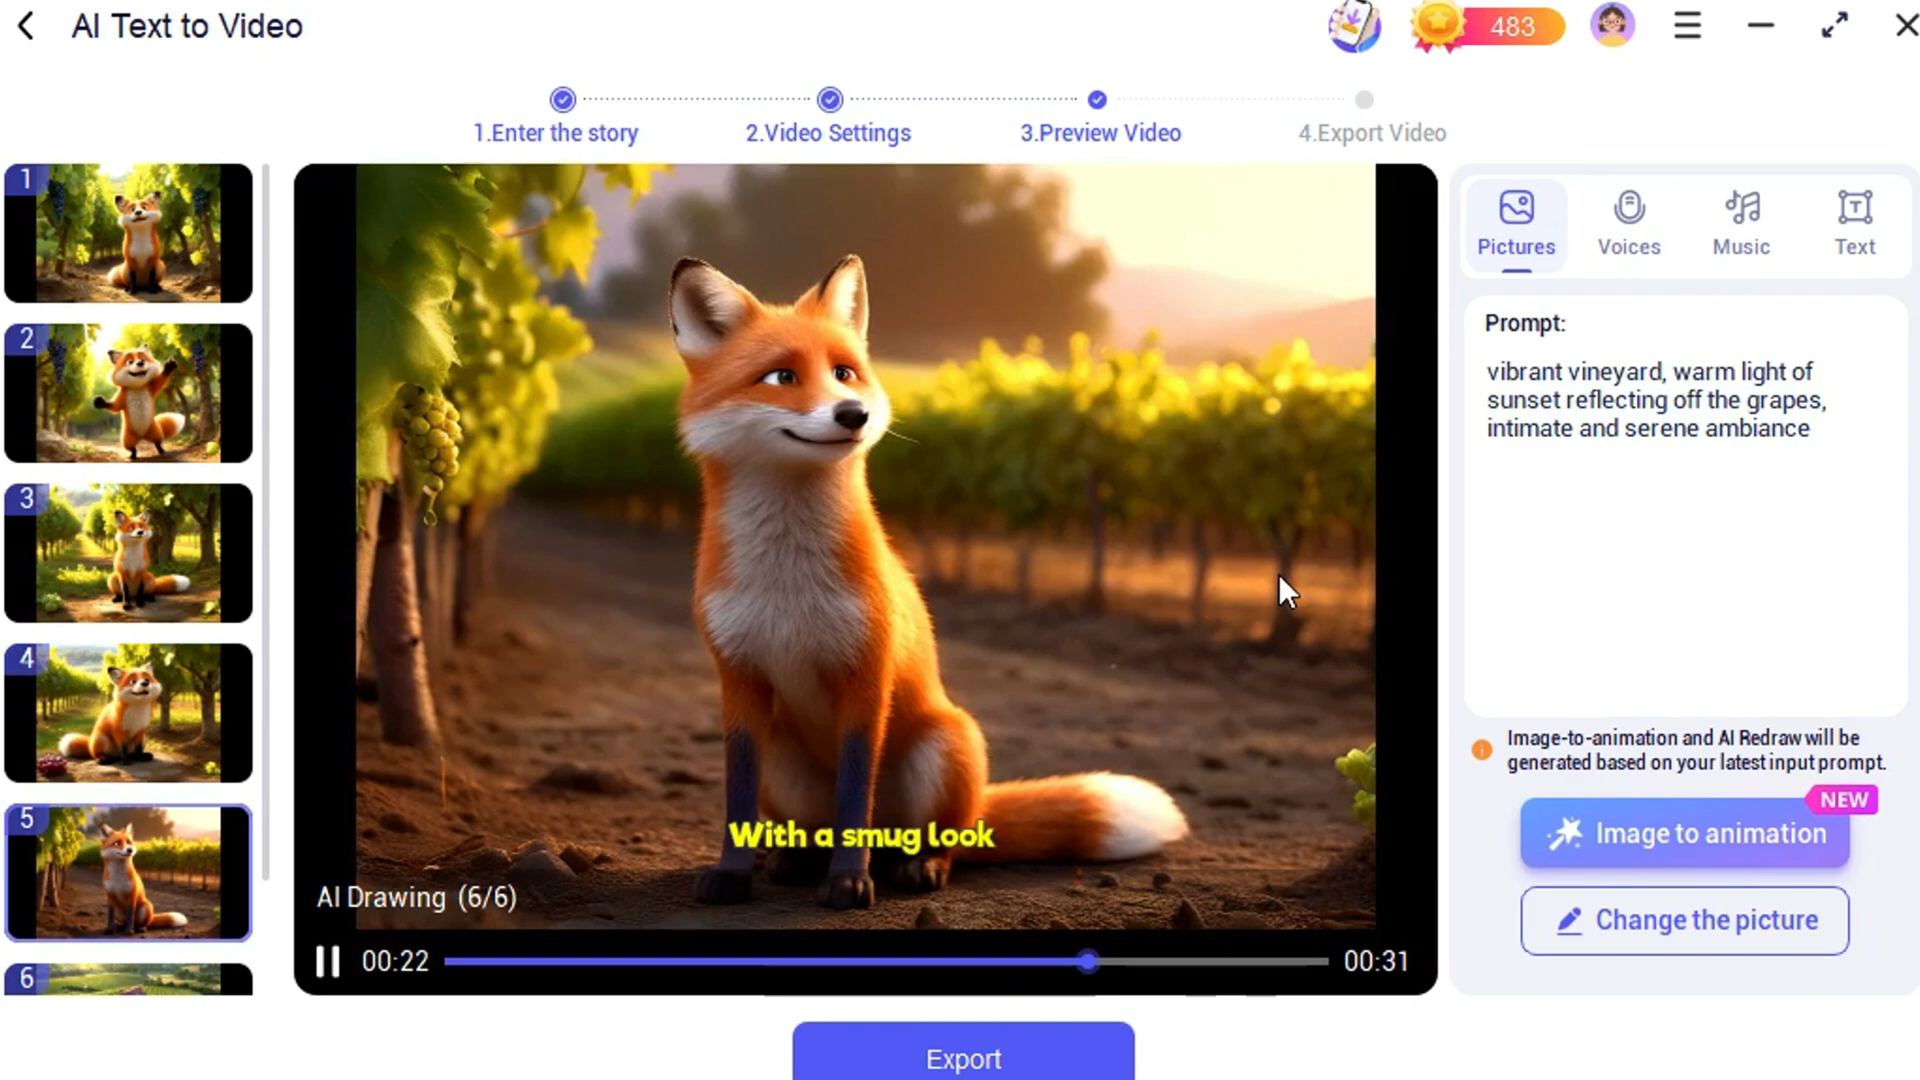 AI Text to Video
483
1.Enter the story
2.Video Settings
3.Preview Video
4.Export Video
1
2
3
4
5
6
With a smug look
AI Drawing (6/6)
00:22
00:31
Pictures
Voices
Music
Text
Prompt:
vibrant vineyard, warm light of
sunset reflecting off the grapes,
intimate and serene ambiance
Image-to-animation and AI Redraw will be
generated based on your latest input prompt.
NEW
Image to animation
Change the picture
Export